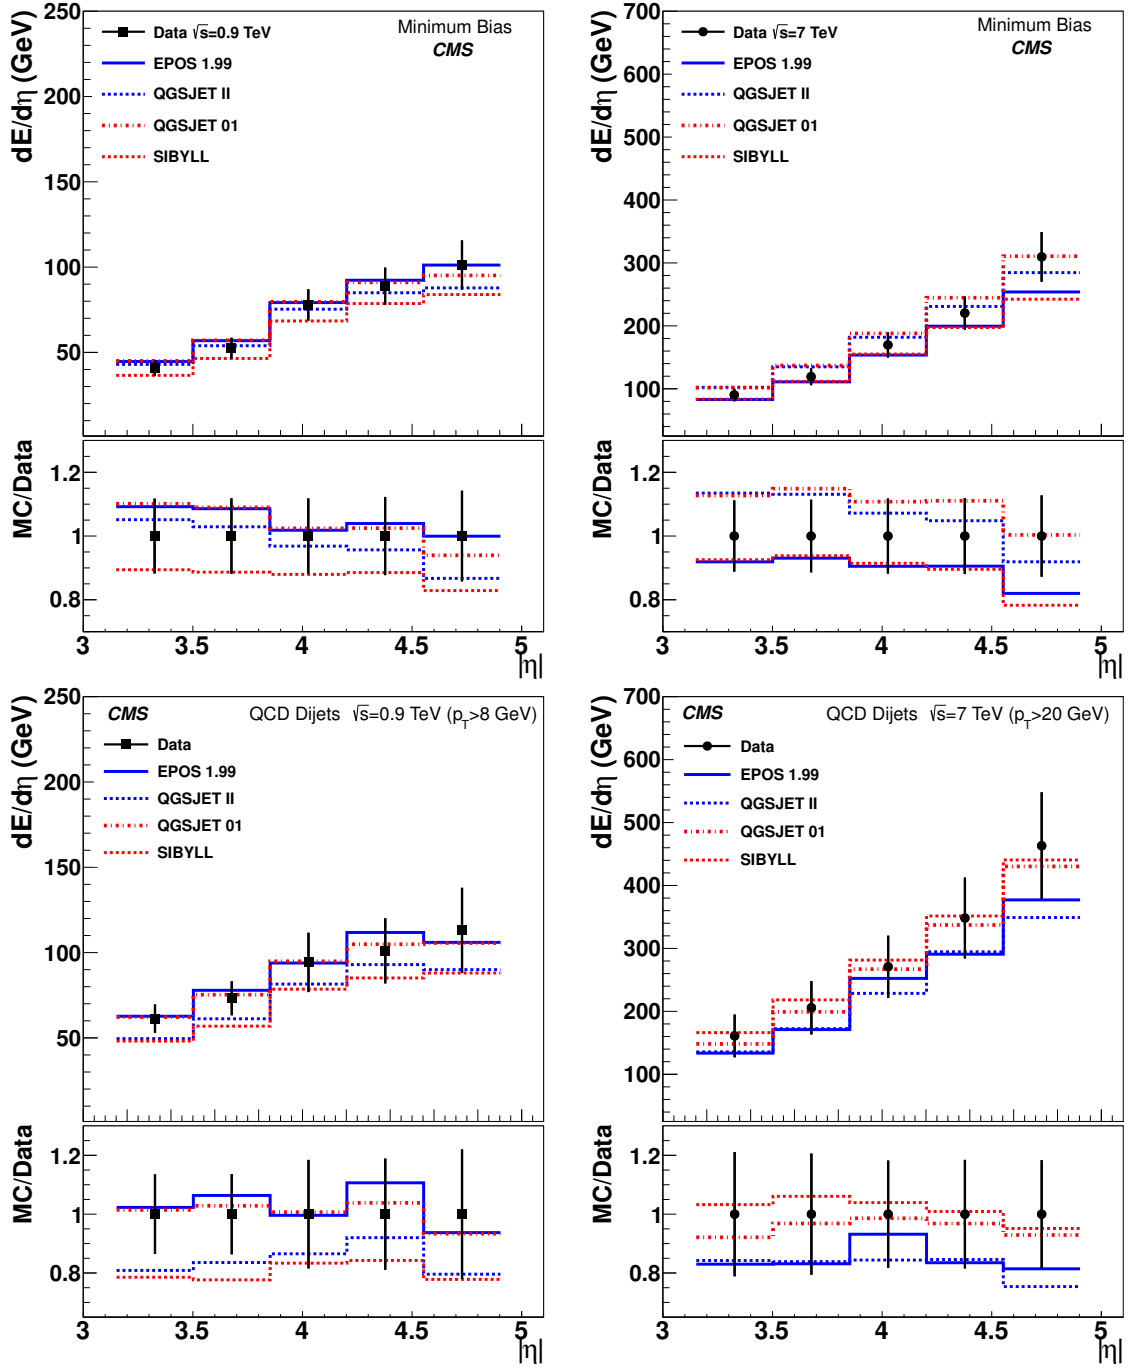 dE/dη (GeV)
250
200
150
100
50
Data √s=0.9 TeV
EPOS 1.99
QGSJET II
QGSJET 01
SIBYLL
Minimum Bias
CMS
MC/Data
1.2
1
0.8
3 3.5 4 4.5 5
|η|
dE/dη (GeV)
700
600
500
400
300
200
100
Data √s=7 TeV
EPOS 1.99
QGSJET II
QGSJET 01
SIBYLL
Minimum Bias
CMS
MC/Data
1.2
1
0.8
3 3.5 4 4.5 5
|η|
dE/dη (GeV)
250
200
150
100
50
CMS QCD Dijets √s=0.9 TeV (p_T>8 GeV)
Data
EPOS 1.99
QGSJET II
QGSJET 01
SIBYLL
MC/Data
1.2
1
0.8
3 3.5 4 4.5 5
|η|
dE/dη (GeV)
700
600
500
400
300
200
100
CMS QCD Dijets √s=7 TeV (p_T>20 GeV)
Data
EPOS 1.99
QGSJET II
QGSJET 01
SIBYLL
MC/Data
1.2
1
0.8
3 3.5 4 4.5 5
|η|